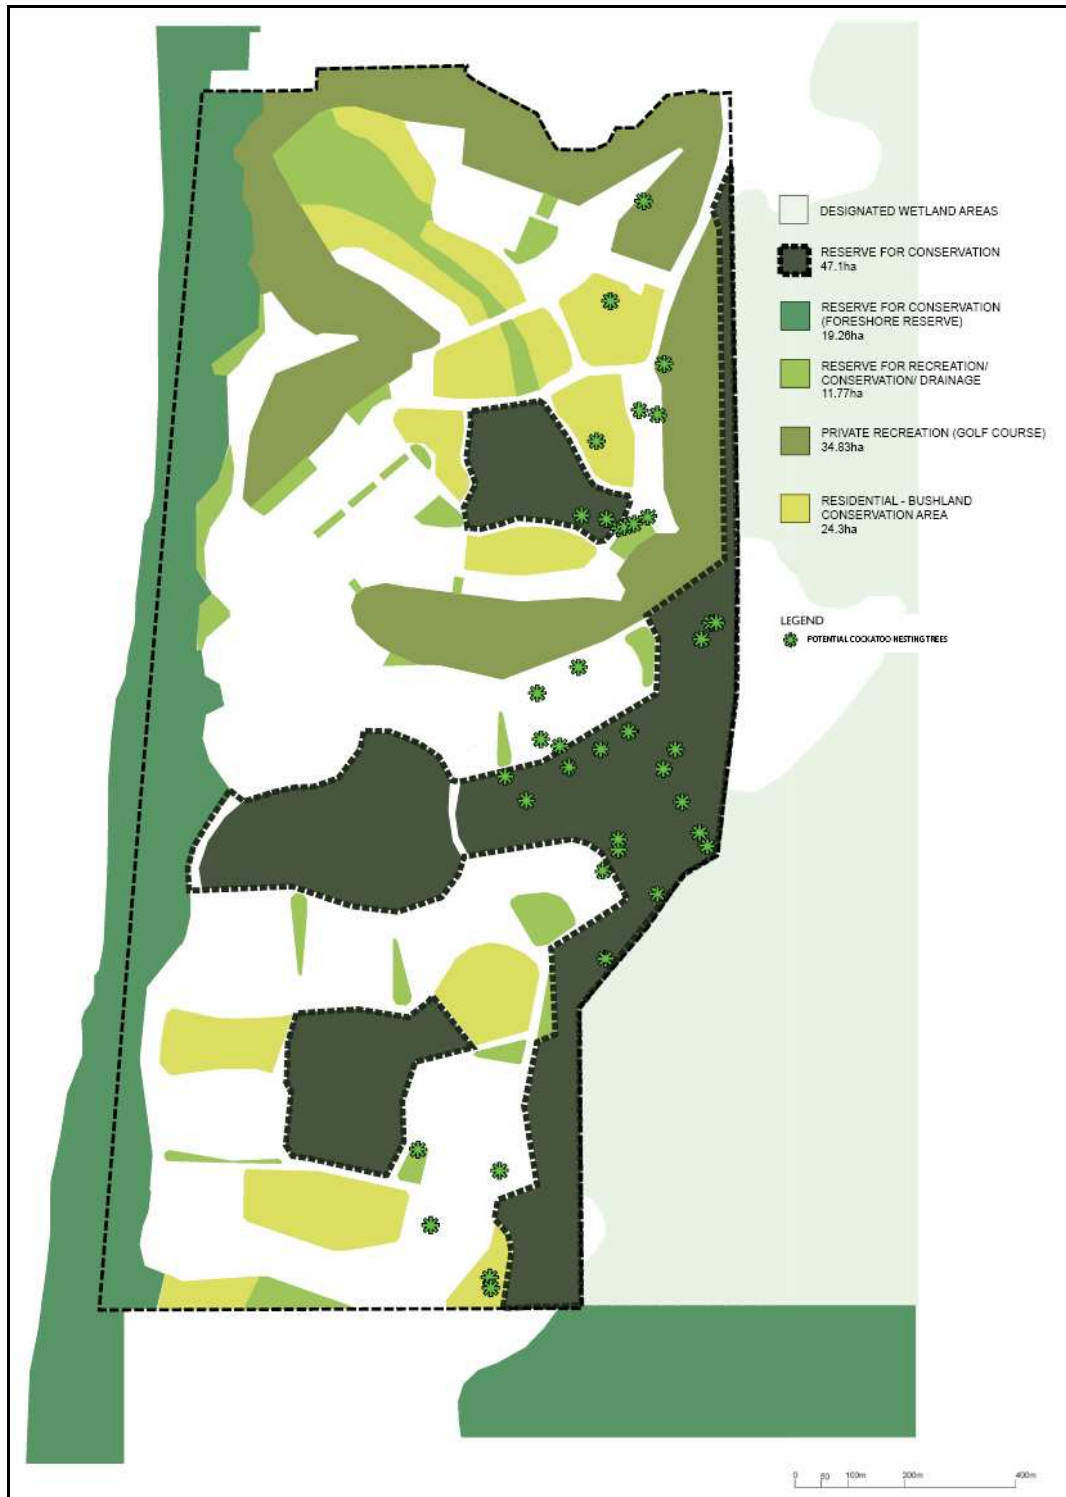 DESIGNATED WETLAND AREAS
RESERVE FOR CONSERVATION
47.1ha
RESERVE FOR CONSERVATION
(FORESHORE RESERVE)
19.26ha
RESERVE FOR RECREATION/
CONSERVATION/ DRAINAGE
11.77ha
PRIVATE RECREATION (GOLF COURSE)
34.83ha
RESIDENTIAL - BUSHLAND
CONSERVATION AREA
24.3ha
LEGEND
POTENTIAL COCKATOO NESTING TREES
0 50 100m 200m 400m